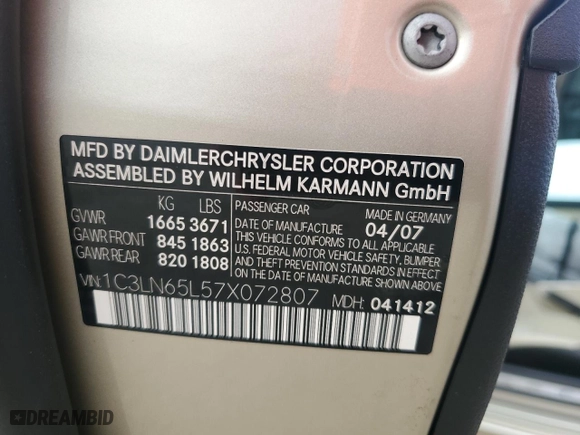 MFD BY DAIMLERCHRYSLER CORPORATION
ASSEMBLED BY WILHELM KARMANN GmbH
KG LBS
GVWR 1665 3671
GAWR FRONT 845 1863
GAWR REAR 820 1808
PASSENGER CAR MADE IN GERMANY
DATE OF MANUFACTURE 04/07
THIS VEHICLE CONFORMS TO ALL APPLICABLE
U.S. FEDERAL MOTOR VEHICLE SAFETY, BUMPER,
AND THEFT PREVENTION STANDARDS IN EFFECT ON
THE DATE OF MANUFACTURE SHOWN ABOVE
VIN: 1C3LN65L57X072807 MDH: 041412
DREAMBID